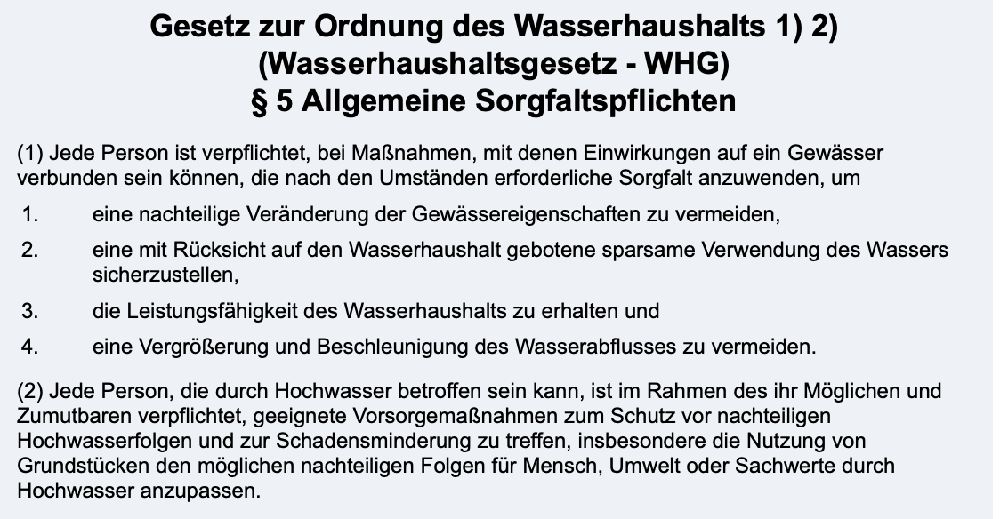 Gesetz zur Ordnung des Wasserhaushalts 1) 2)
(Wasserhaushaltsgesetz - WHG)
§ 5 Allgemeine Sorgfaltspflichten
(1) Jede Person ist verpflichtet, bei Maßnahmen, mit denen Einwirkungen auf ein Gewässer
verbunden sein können, die nach den Umständen erforderliche Sorgfalt anzuwenden, um
1. eine nachteilige Veränderung der Gewässereigenschaften zu vermeiden,
2. eine mit Rücksicht auf den Wasserhaushalt gebotene sparsame Verwendung des Wassers
sicherzustellen,
3. die Leistungsfähigkeit des Wasserhaushalts zu erhalten und
4. eine Vergrößerung und Beschleunigung des Wasserabflusses zu vermeiden.
(2) Jede Person, die durch Hochwasser betroffen sein kann, ist im Rahmen des ihr Möglichen und
Zumutbaren verpflichtet, geeignete Vorsorgemaßnahmen zum Schutz vor nachteiligen
Hochwasserfolgen und zur Schadensminderung zu treffen, insbesondere die Nutzung von
Grundstücken den möglichen nachteiligen Folgen für Mensch, Umwelt oder Sachwerte durch
Hochwasser anzupassen.